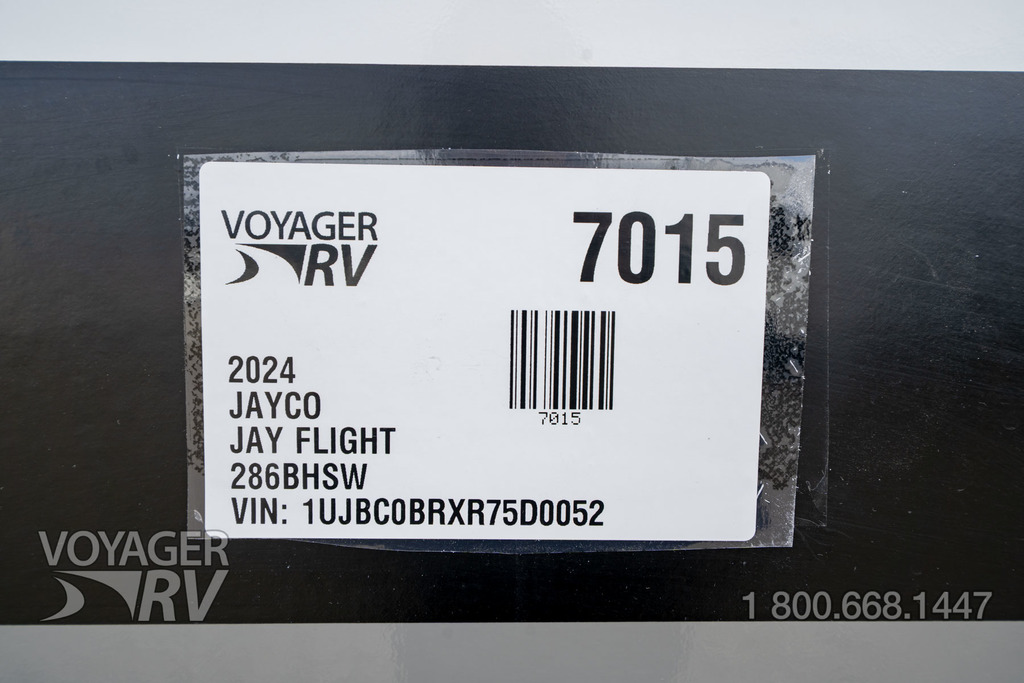 VOYAGER
RV
7015
7015
2024
JAYCO
JAY FLIGHT
286BHSW
VIN: 1UJBC0BRXR75D0052
VOYAGER
RV
1 800.668.1447